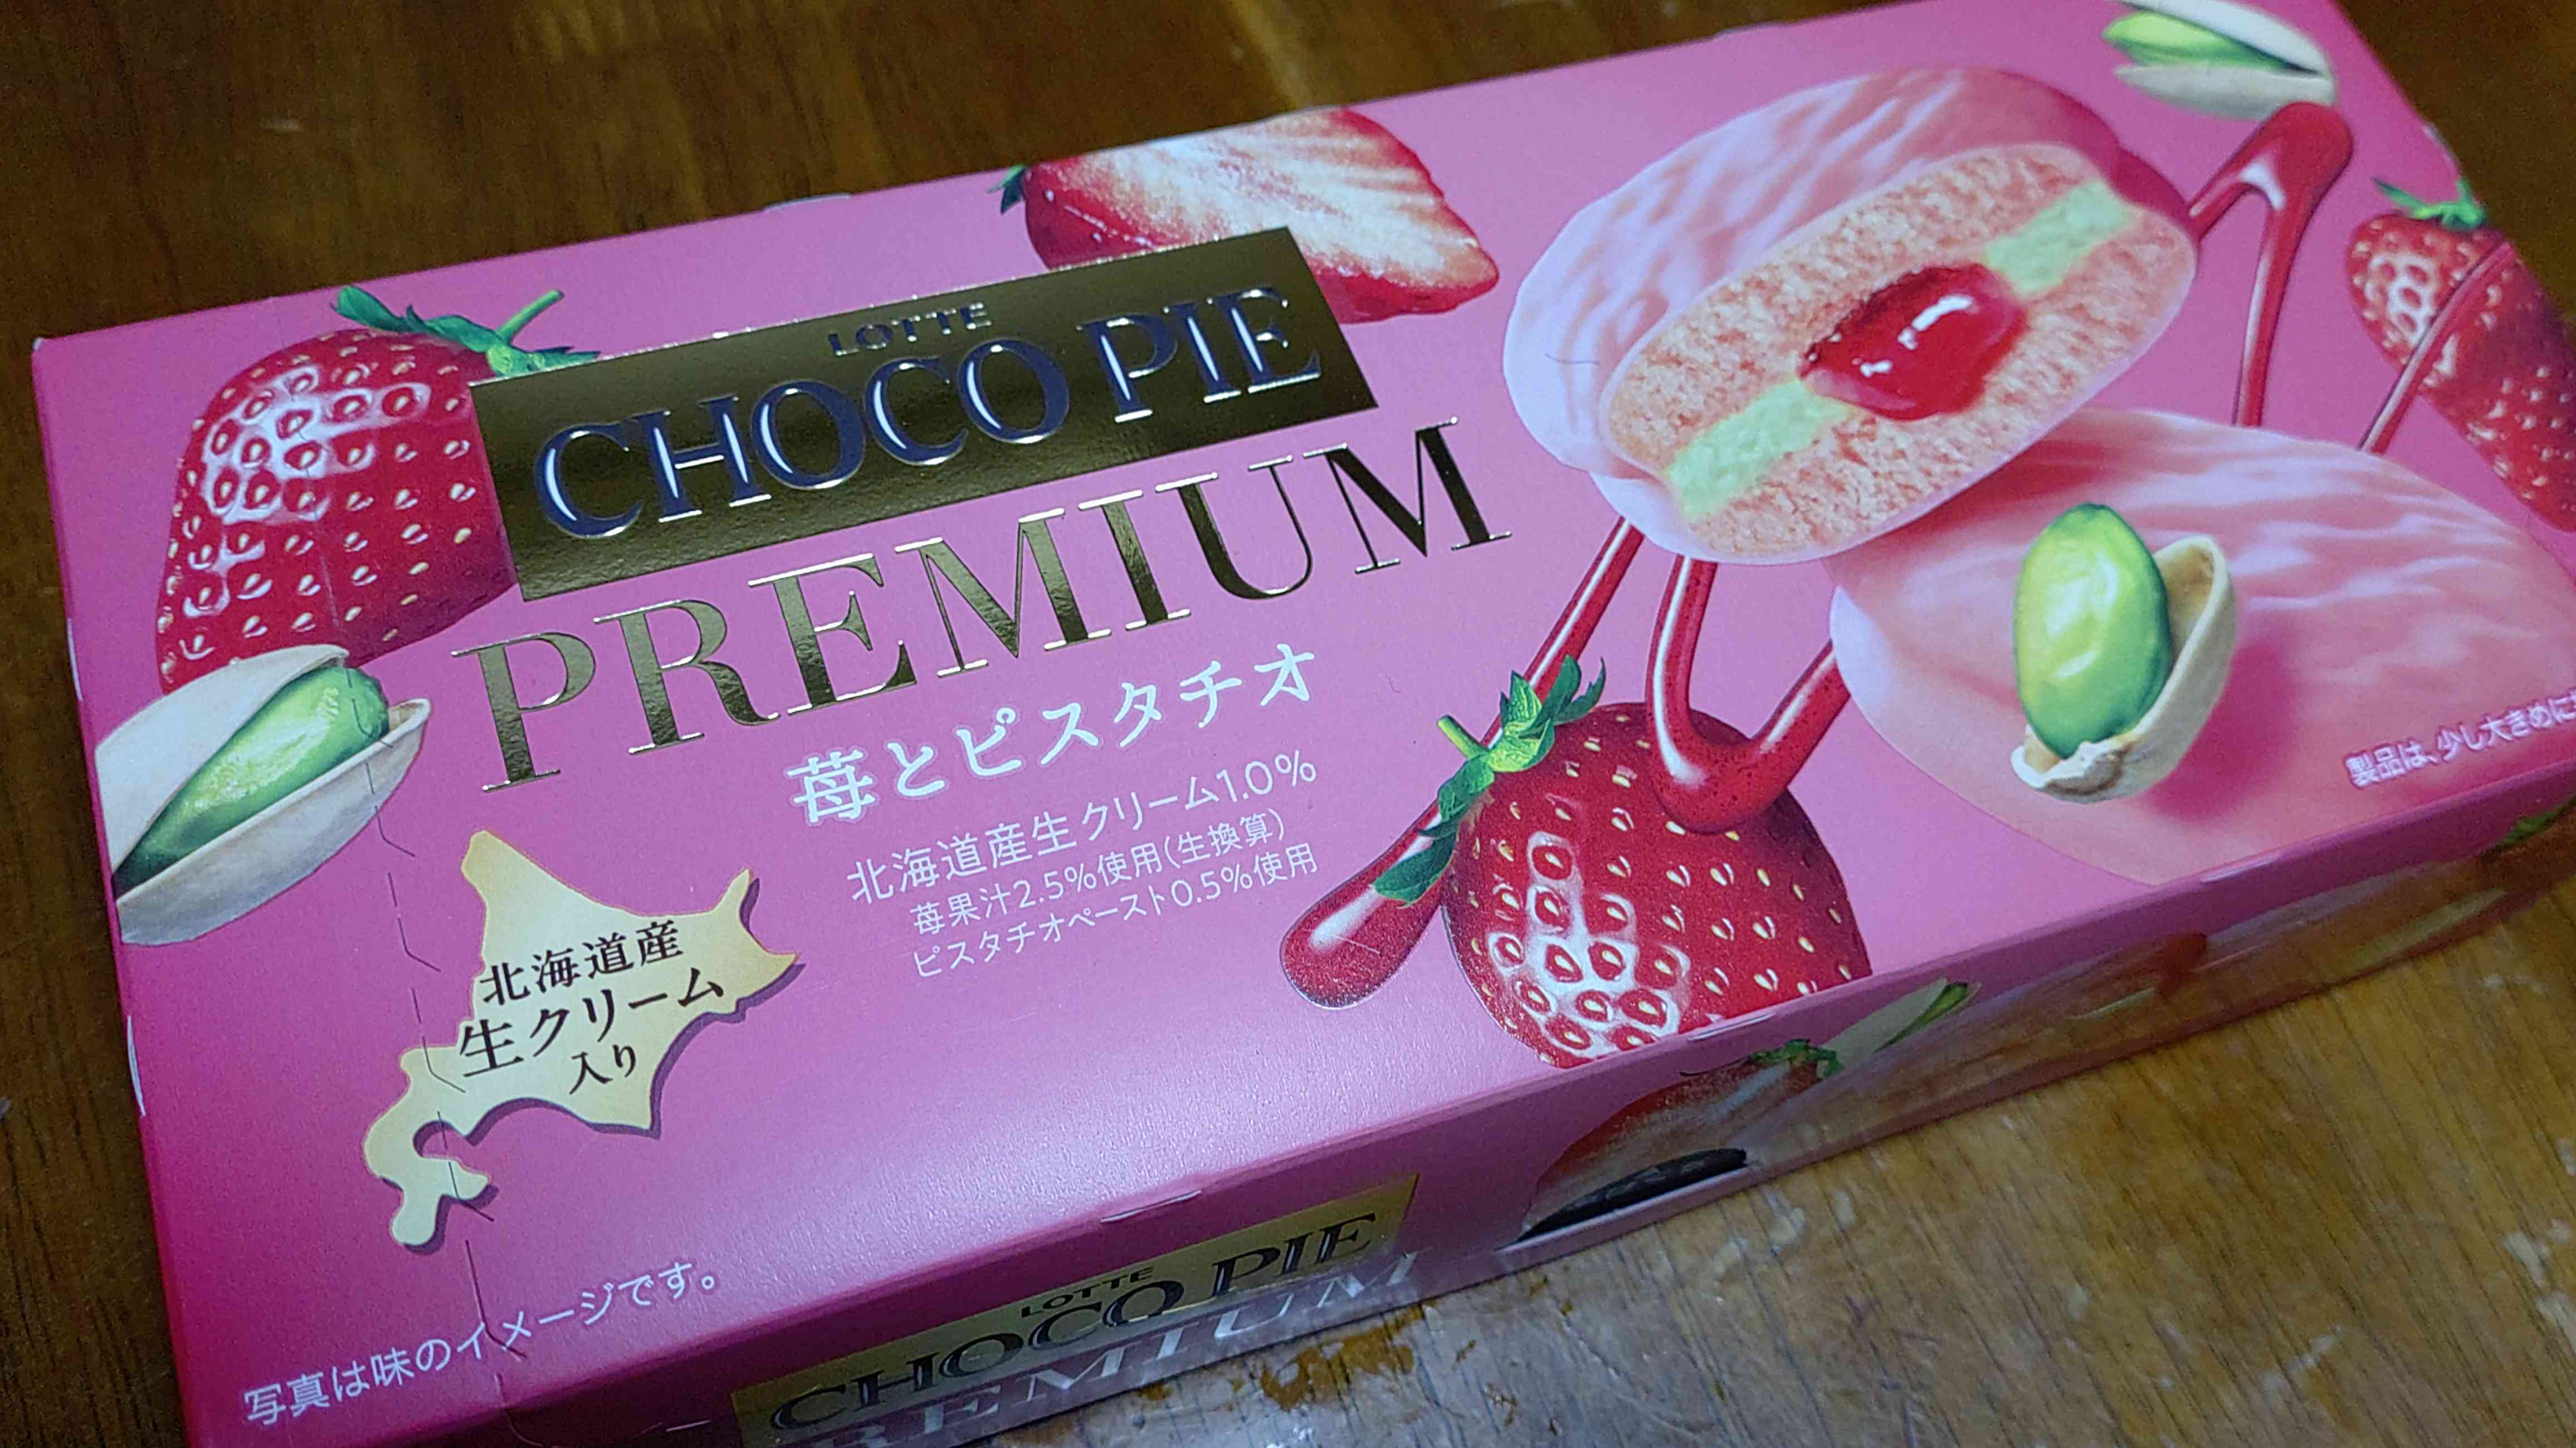 LOTTE
CHOCO PIE
PREMIUM
苺とピスタチオ
北海道産生クリーム1.0%
苺果汁2.5%使用(生換算)
ピスタチオペースト0.5%使用
北海道産
生クリーム
入り
製品は、少し大きめに
写真は味のイメージです。
LOTTE
CHOCO PIE
PREMIUM